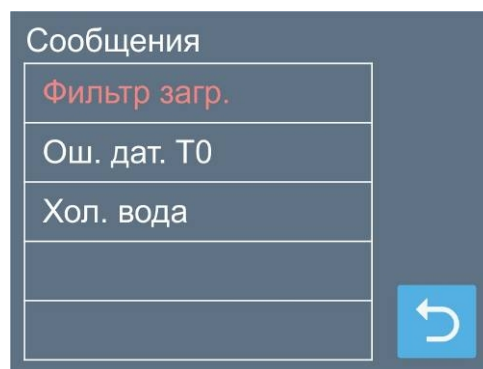 Сообщения
Фильтр загр.
Ош. дат. T0
Хол. вода